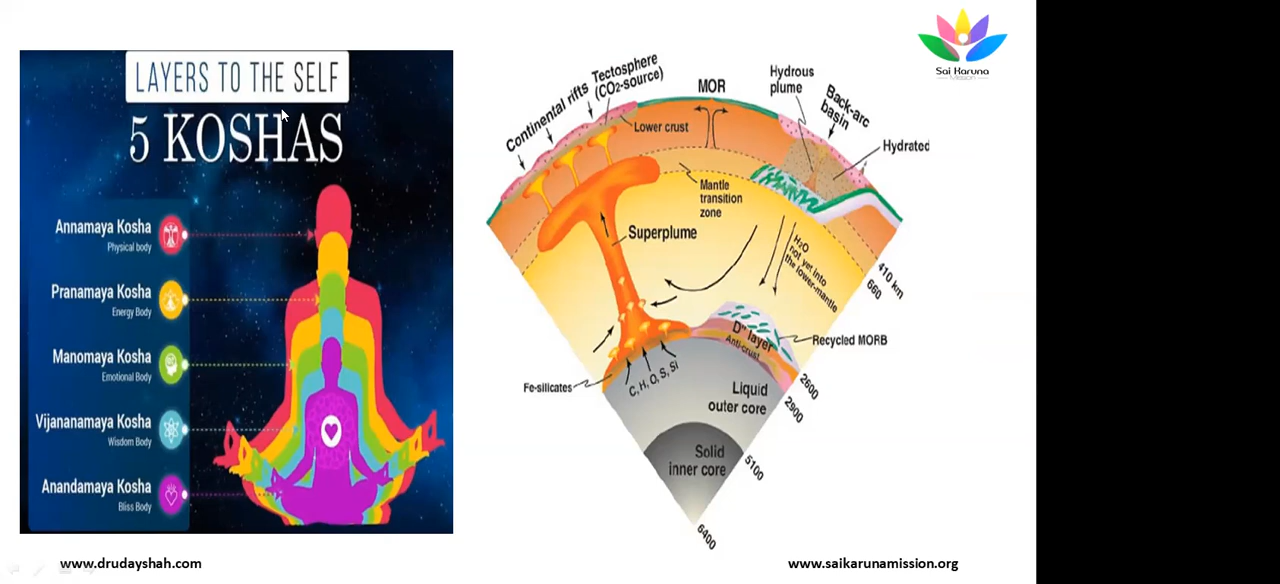 LAYERS TO THE SELF
5 KOSHAS
Annamaya Kosha
Physical body
Pranamaya Kosha
Energy Body
Manomaya Kosha
Emotional Body
Vijananamaya Kosha
Wisdom Body
Anandamaya Kosha
Bliss Body
Sai Karuna
Mission
Continental rifts
Tectosphere
(CO2-source)
MOR
Hydrous
plume
Back-arc
basin
Lower crust
Hydrated
Mantle
transition
zone
Superplume
H2O
not yet into
the lower-mantle
410 km
660
D" layer
Anti-crust
Recycled MORB
Fe-silicates
C, H, O, S, Si
2600
2900
Liquid
outer core
Solid
inner core
5100
6400
www.drudayshah.com
www.saikarunamission.org